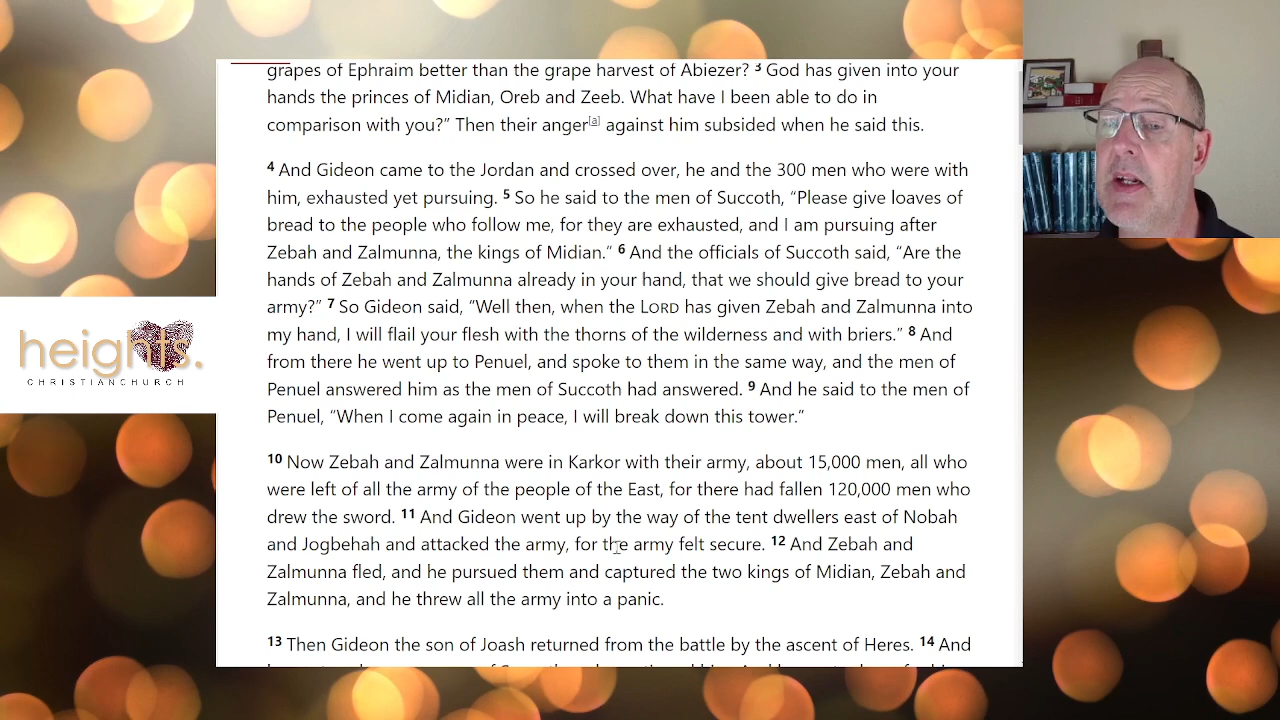 grapes of Ephraim better than the grape harvest of Abiezer? 3 God has given into your
hands the princes of Midian, Oreb and Zeeb. What have I been able to do in
comparison with you?” Then their anger[a] against him subsided when he said this.
4 And Gideon came to the Jordan and crossed over, he and the 300 men who were with
him, exhausted yet pursuing. 5 So he said to the men of Succoth, “Please give loaves of
bread to the people who follow me, for they are exhausted, and I am pursuing after
Zebah and Zalmunna, the kings of Midian.” 6 And the officials of Succoth said, “Are the
hands of Zebah and Zalmunna already in your hand, that we should give bread to your
army?” 7 So Gideon said, “Well then, when the LORD has given Zebah and Zalmunna into
my hand, I will flail your flesh with the thorns of the wilderness and with briers.” 8 And
from there he went up to Penuel, and spoke to them in the same way, and the men of
Penuel answered him as the men of Succoth had answered. 9 And he said to the men of
Penuel, “When I come again in peace, I will break down this tower.”
10 Now Zebah and Zalmunna were in Karkor with their army, about 15,000 men, all who
were left of all the army of the people of the East, for there had fallen 120,000 men who
drew the sword. 11 And Gideon went up by the way of the tent dwellers east of Nobah
and Jogbehah and attacked the army, for the army felt secure. 12 And Zebah and
Zalmunna fled, and he pursued them and captured the two kings of Midian, Zebah and
Zalmunna, and he threw all the army into a panic.
13 Then Gideon the son of Joash returned from the battle by the ascent of Heres. 14 And
heights.
CHRISTIANCHURCH